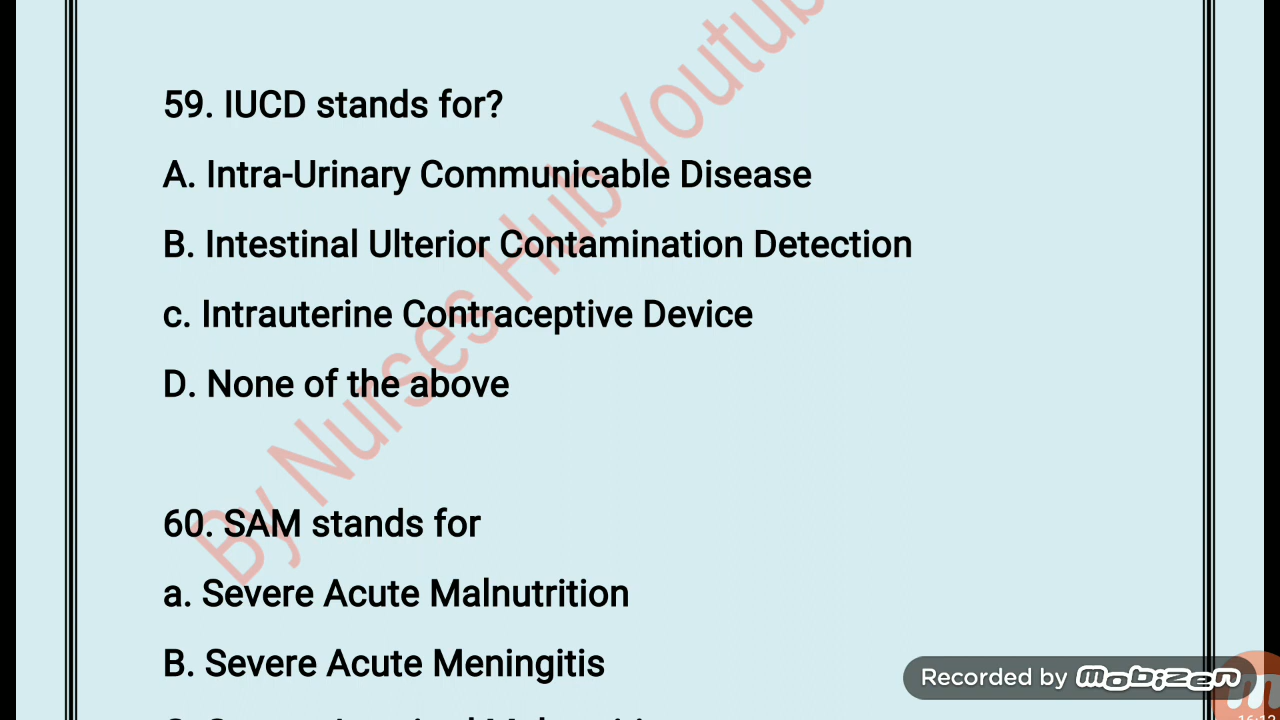 59. IUCD stands for?
A. Intra-Urinary Communicable Disease
B. Intestinal Ulterior Contamination Detection
c. Intrauterine Contraceptive Device
D. None of the above
By Nurses Hub Youtub
60. SAM stands for
a. Severe Acute Malnutrition
B. Severe Acute Meningitis
Recorded by mobizen